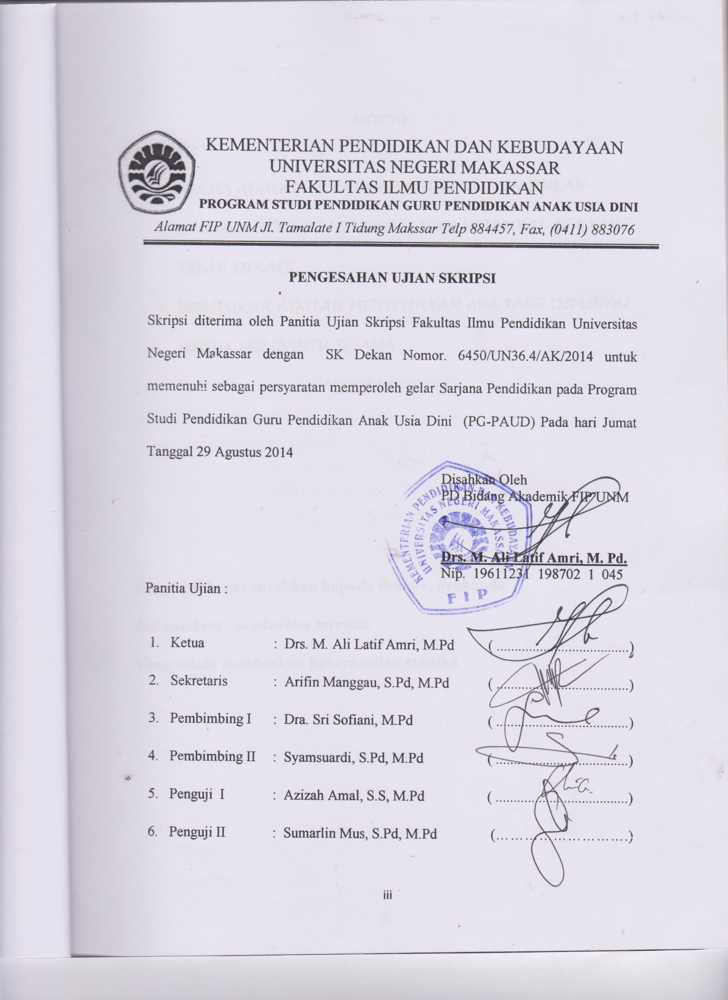 KEMENTERIAN PENDIDIKAN DAN KEBUDAYAAN
UNIVERSITAS NEGERI MAKASSAR
FAKULTAS ILMU PENDIDIKAN
PROGRAM STUDI PENDIDIKAN GURU PENDIDIKAN ANAK USIA DINI
Alamat FIP UNM Jl. Tamalate I Tidung Makssar Telp 884457, Fax, (0411) 883076
PENGESAHAN UJIAN SKRIPSI
Skripsi diterima oleh Panitia Ujian Skripsi Fakultas Ilmu Pendidikan Universitas
Negeri Makassar dengan SK Dekan Nomor. 6450/UN36.4/AK/2014 untuk
memenuhi sebagai persyaratan memperoleh gelar Sarjana Pendidikan pada Program
Studi Pendidikan Guru Pendidikan Anak Usia Dini (PG-PAUD) Pada hari Jumat
Tanggal 29 Agustus 2014
Disahkan Oleh
PD Bidang Akademik FIP UNM
KEMENTERIAN PENDIDIKAN DAN KEBUDAYAAN
UNIVERSITAS NEGERI MAKASSAR
FIP
Drs. M. Ali Latif Amri, M. Pd.
Nip. 19611231 198702 1 045
Panitia Ujian :
1. Ketua : Drs. M. Ali Latif Amri, M.Pd (....................................)
2. Sekretaris : Arifin Manggau, S.Pd, M.Pd (....................................)
3. Pembimbing I : Dra. Sri Sofiani, M.Pd (....................................)
4. Pembimbing II : Syamsuardi, S.Pd, M.Pd (....................................)
5. Penguji I : Azizah Amal, S.S, M.Pd (....................................)
6. Penguji II : Sumarlin Mus, S.Pd, M.Pd (....................................)
iii